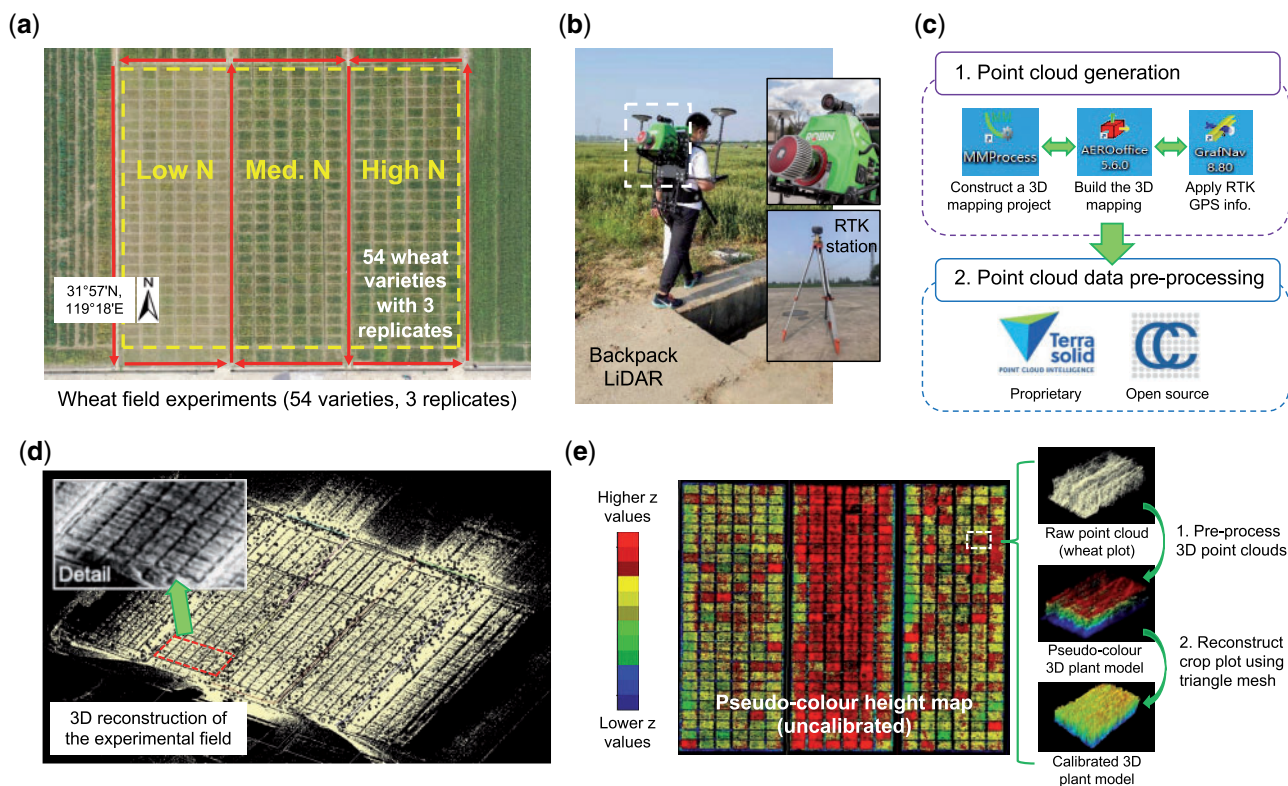 (a)
Low N
Med. N
High N
54 wheat
varieties
with 3
replicates
31°57'N,
119°18'E
N
Wheat field experiments (54 varieties, 3 replicates)
(b)
ROBIN
RTK
station
Backpack
LiDAR
(c)
1. Point cloud generation
MMProcess
AEROoffice
5.6.0
GrafNav
8.80
Construct a 3D
mapping project
Build the 3D
mapping
Apply RTK
GPS info.
2. Point cloud data pre-processing
Terra
solid
POINT CLOUD INTELLIGENCE
CC
Proprietary
Open source
(d)
Detail
3D reconstruction of
the experimental field
(e)
Higher z
values
Lower z
values
Pseudo-colour height map
(uncalibrated)
Raw point cloud
(wheat plot)
1. Pre-process
3D point clouds
Pseudo-colour
3D plant model
2. Reconstruct
crop plot using
triangle mesh
Calibrated 3D
plant model